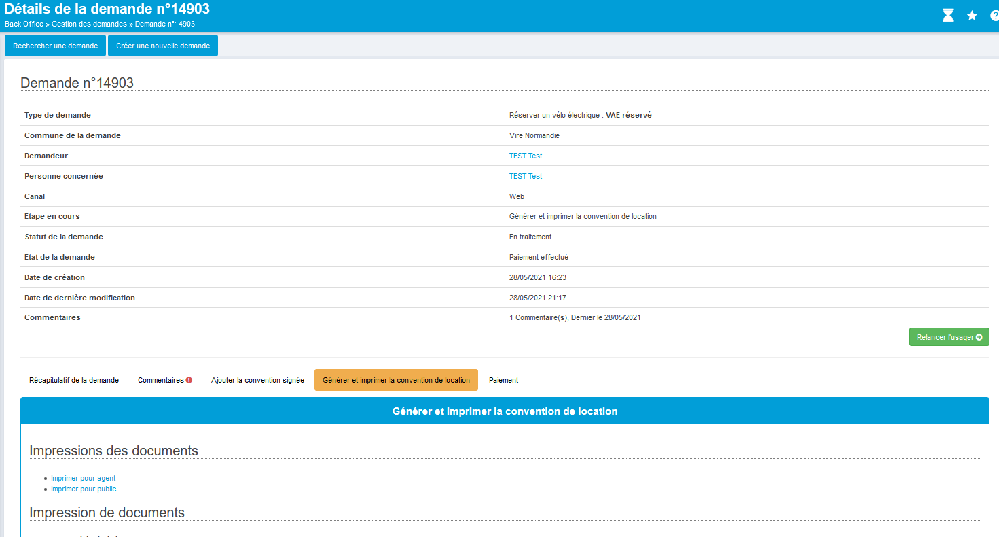 Détails de la demande n°14903
Back Office » Gestion des demandes » Demande n°14903
Rechercher une demande
Créer une nouvelle demande
Demande n°14903
Type de demande Réserver un vélo électrique : VAE réservé
Commune de la demande Vire Normandie
Demandeur TEST Test
Personne concernée TEST Test
Canal Web
Etape en cours Générer et imprimer la convention de location
Statut de la demande En traitement
Etat de la demande Paiement effectué
Date de création 28/05/2021 16:23
Date de dernière modification 28/05/2021 21:17
Commentaires 1 Commentaire(s), Dernier le 28/05/2021
Relancer l'usager
Récapitulatif de la demande Commentaires Ajouter la convention signée Générer et imprimer la convention de location Paiement
Générer et imprimer la convention de location
Impressions des documents
Imprimer pour agent
Imprimer pour public
Impression de documents